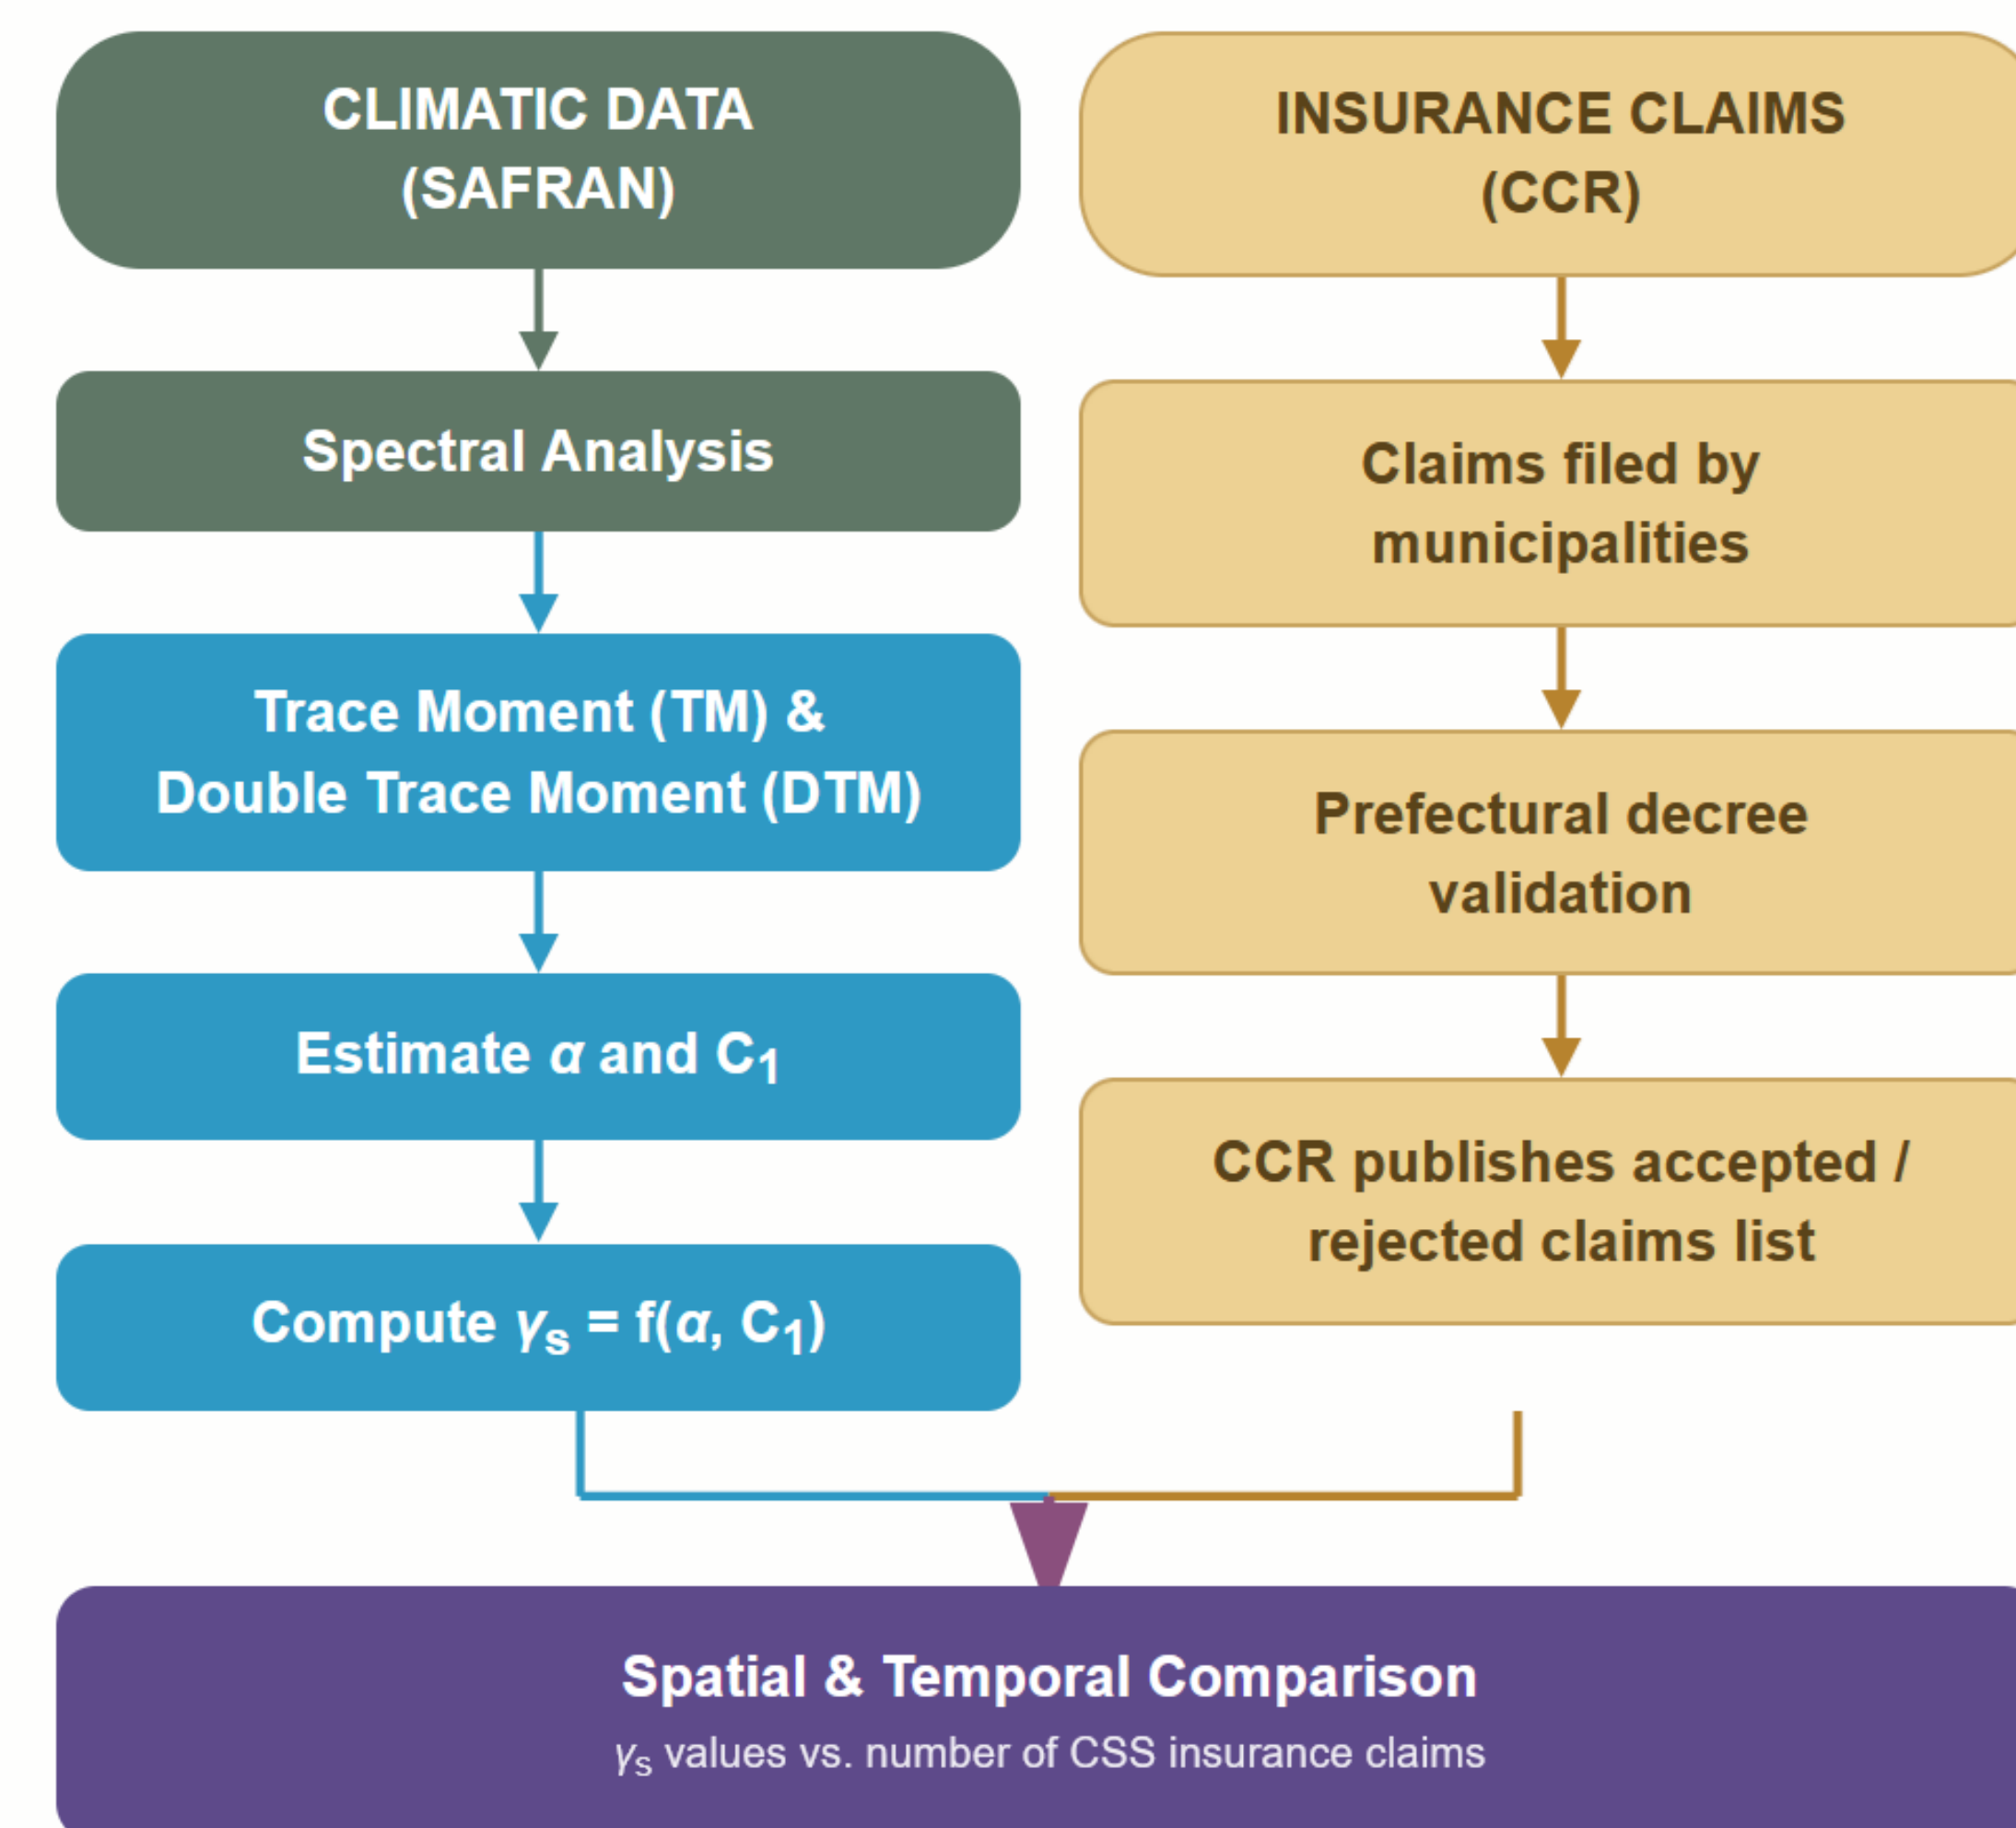 CLIMATIC DATA
(SAFRAN)
Spectral Analysis
Trace Moment (TM) &
Double Trace Moment (DTM)
Estimate α and C₁
Compute γₛ = f(α, C₁)
INSURANCE CLAIMS
(CCR)
Claims filed by
municipalities
Prefectural decree
validation
CCR publishes accepted /
rejected claims list
Spatial & Temporal Comparison
γₛ values vs. number of CSS insurance claims